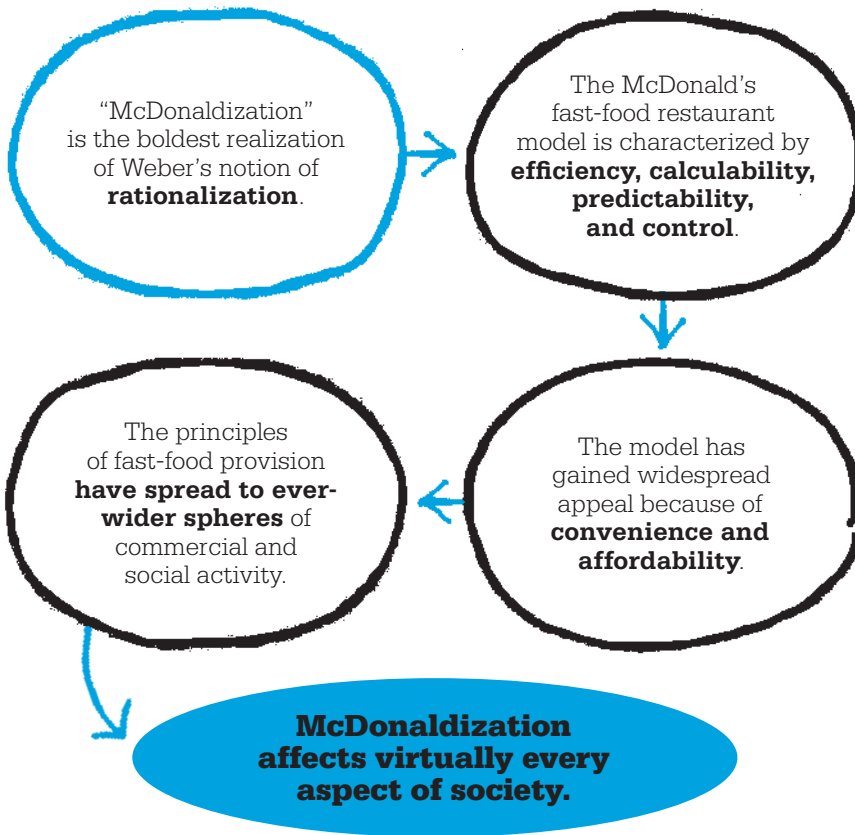 “McDonaldization”
is the boldest realization
of Weber’s notion of
rationalization.
The McDonald’s
fast-food restaurant
model is characterized by
efficiency, calculability,
predictability,
and control.
The model has
gained widespread
appeal because of
convenience and
affordability.
The principles
of fast-food provision
have spread to ever-
wider spheres of
commercial and
social activity.
McDonaldization
affects virtually every
aspect of society.